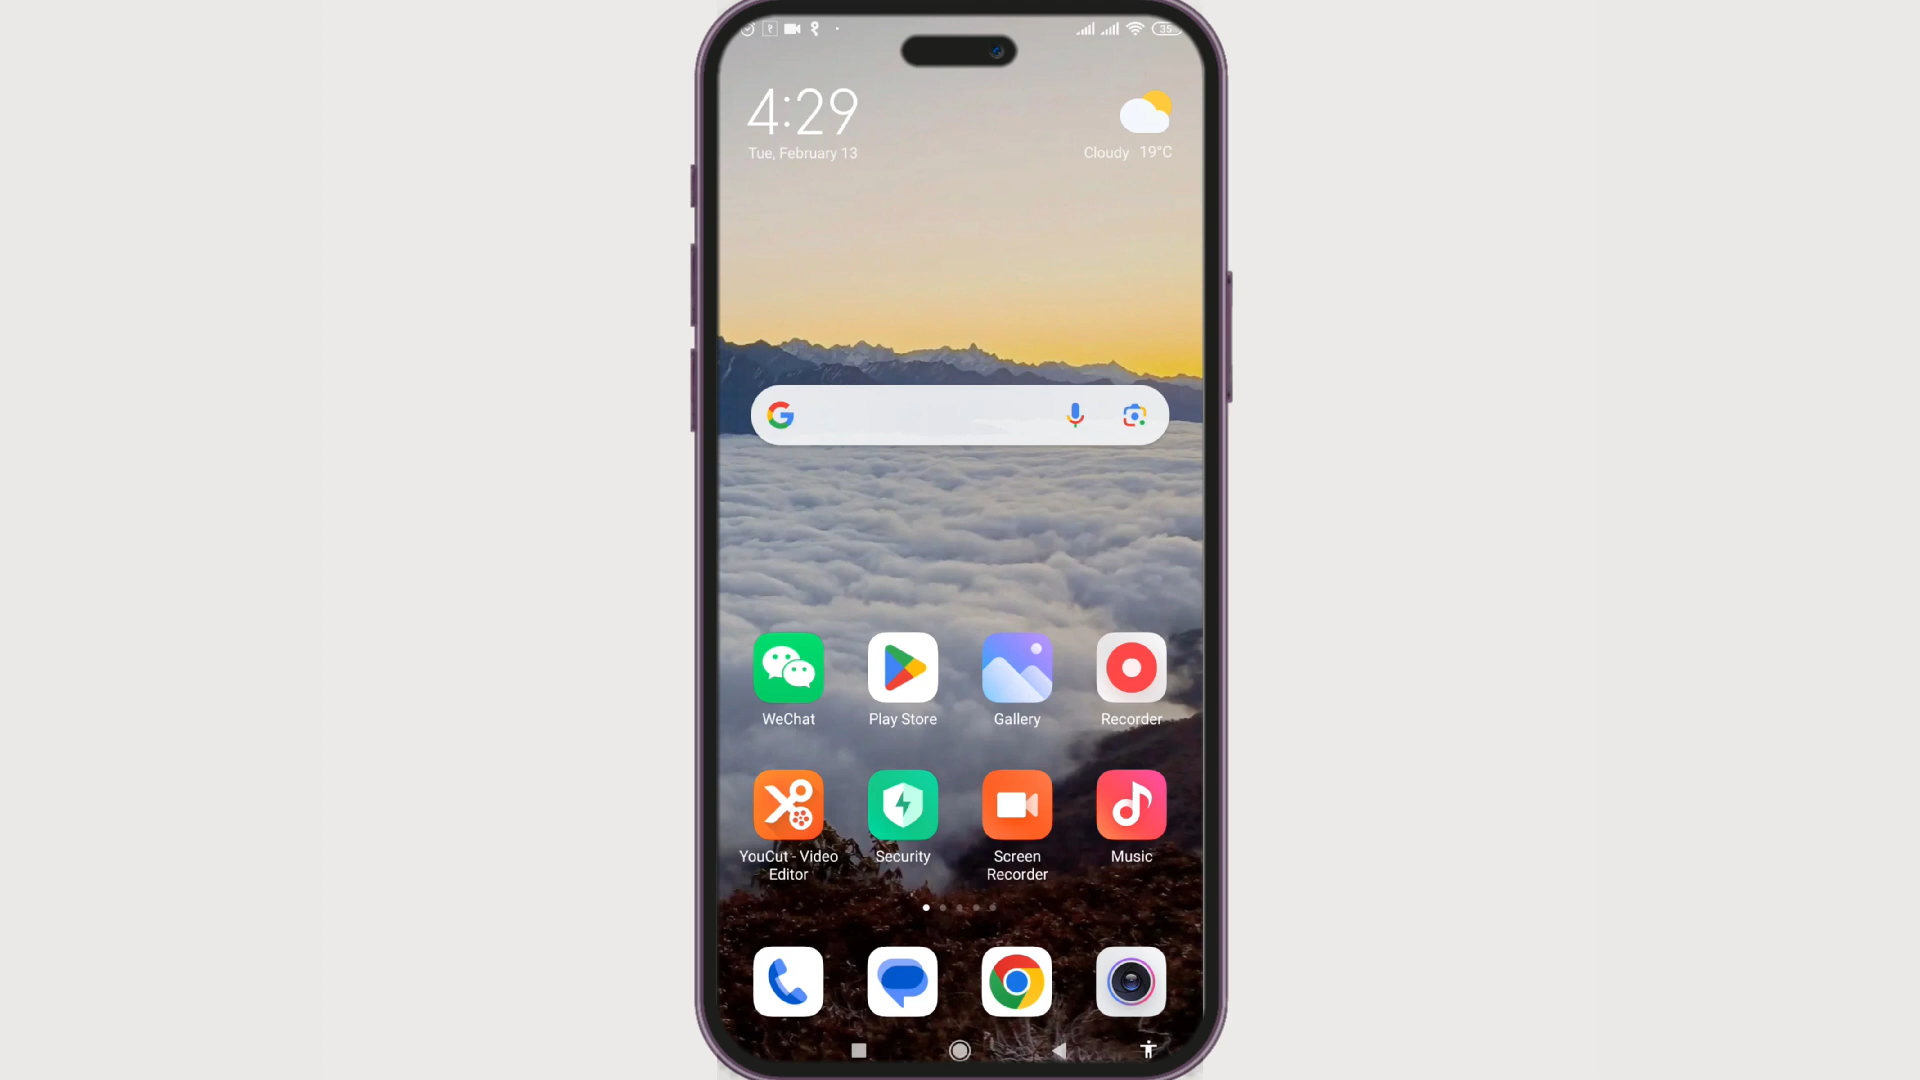 35
4:29
Tue, February 13
Cloudy 19°C
WeChat
Play Store
Gallery
Recorder
YouCut - Video
Editor
Security
Screen
Recorder
Music